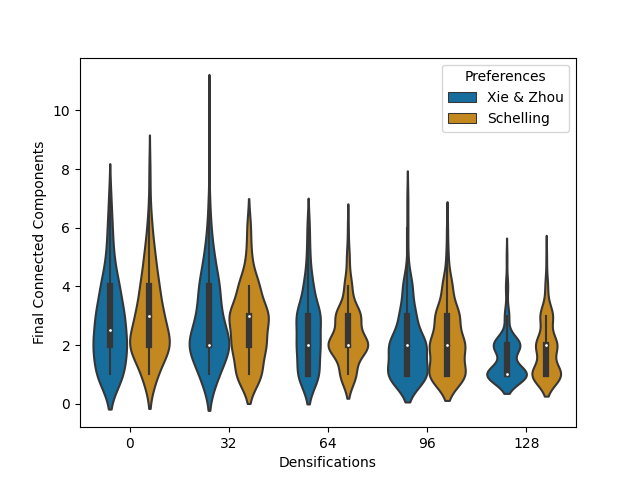 Preferences
Xie & Zhou
Schelling
Final Connected Components
10
8
6
4
2
0
0 32 64 96 128
Densifications